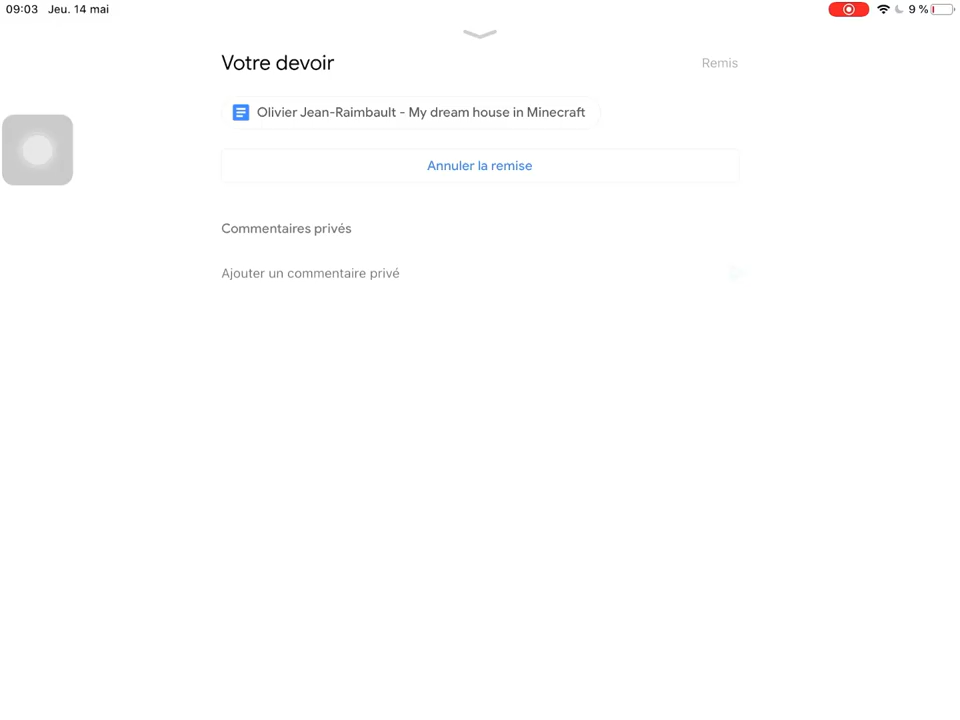 09:03 Jeu. 14 mai 9 %
Votre devoir Remis
Olivier Jean-Raimbault - My dream house in Minecraft
Annuler la remise
Commentaires privés
Ajouter un commentaire privé